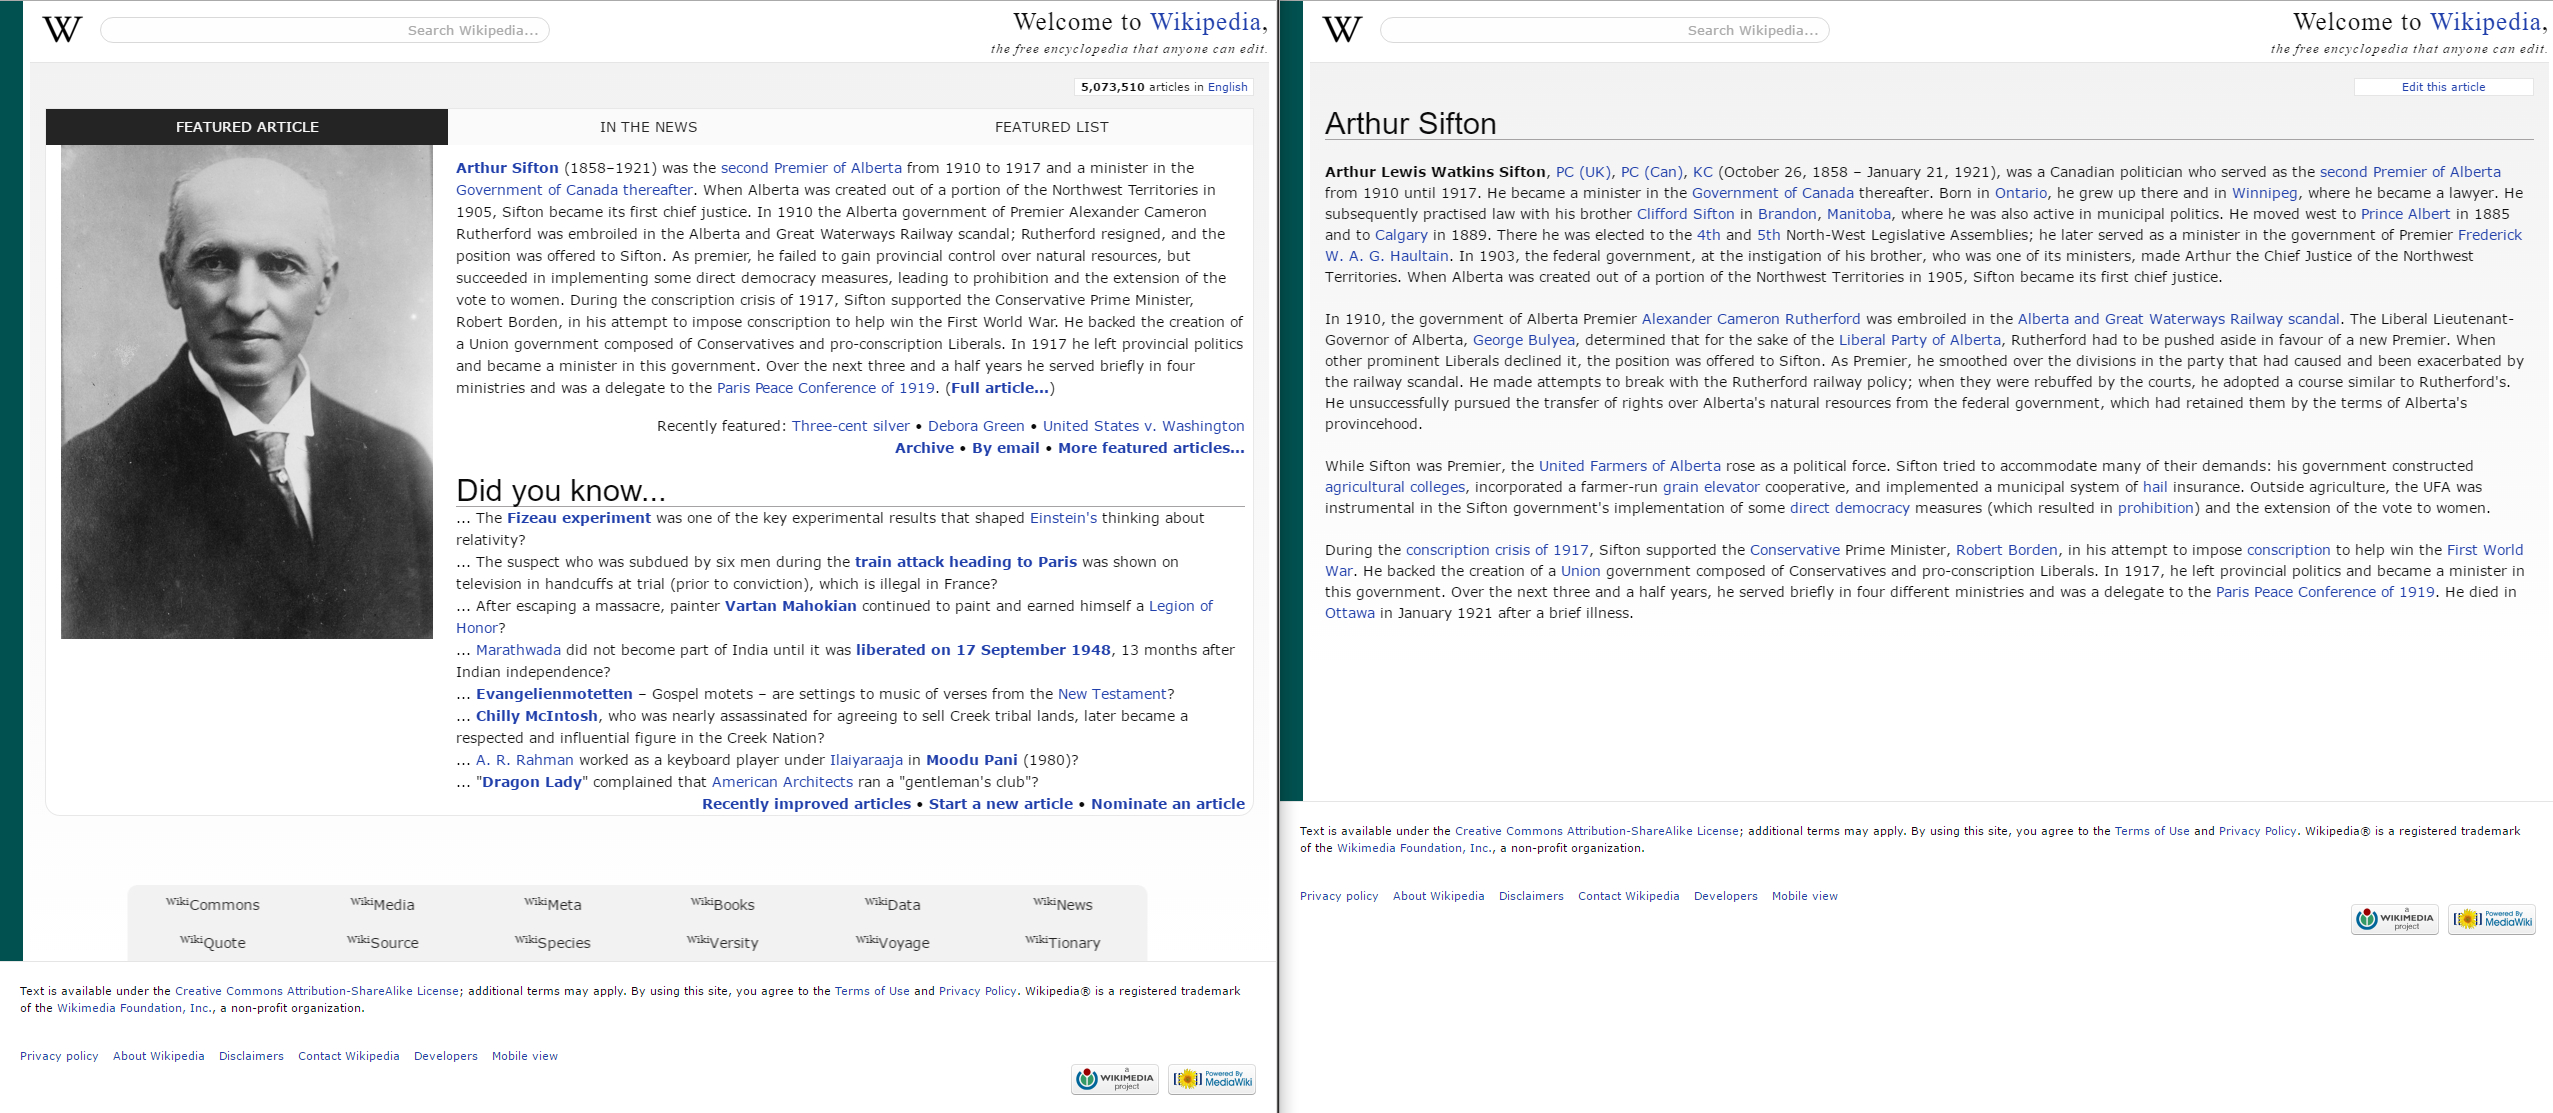 W
Search Wikipedia...
Welcome to Wikipedia,
the free encyclopedia that anyone can edit.
5,073,510 articles in English
FEATURED ARTICLE
IN THE NEWS
FEATURED LIST
Arthur Sifton (1858–1921) was the second Premier of Alberta from 1910 to 1917 and a minister in the
Government of Canada thereafter. When Alberta was created out of a portion of the Northwest Territories in
1905, Sifton became its first chief justice. In 1910 the Alberta government of Premier Alexander Cameron
Rutherford was embroiled in the Alberta and Great Waterways Railway scandal; Rutherford resigned, and the
position was offered to Sifton. As premier, he failed to gain provincial control over natural resources, but
succeeded in implementing some direct democracy measures, leading to prohibition and the extension of the
vote to women. During the conscription crisis of 1917, Sifton supported the Conservative Prime Minister,
Robert Borden, in his attempt to impose conscription to help win the First World War. He backed the creation of
a Union government composed of Conservatives and pro-conscription Liberals. In 1917 he left provincial politics
and became a minister in this government. Over the next three and a half years he served briefly in four
ministries and was a delegate to the Paris Peace Conference of 1919. (Full article...)
Recently featured: Three-cent silver • Debora Green • United States v. Washington
Archive • By email • More featured articles...
Did you know...
... The Fizeau experiment was one of the key experimental results that shaped Einstein's thinking about
relativity?
... The suspect who was subdued by six men during the train attack heading to Paris was shown on
television in handcuffs at trial (prior to conviction), which is illegal in France?
... After escaping a massacre, painter Vartan Mahokian continued to paint and earned himself a Legion of
Honor?
... Marathwada did not become part of India until it was liberated on 17 September 1948, 13 months after
Indian independence?
... Evangelienmotetten – Gospel motets – are settings to music of verses from the New Testament?
... Chilly McIntosh, who was nearly assassinated for agreeing to sell Creek tribal lands, later became a
respected and influential figure in the Creek Nation?
... A. R. Rahman worked as a keyboard player under Ilaiyaraaja in Moodu Pani (1980)?
... "Dragon Lady" complained that American Architects ran a "gentleman's club"?
Recently improved articles • Start a new article • Nominate an article
WikiCommons WikiMedia WikiMeta WikiBooks WikiData WikiNews
WikiQuote WikiSource WikiSpecies WikiVersity WikiVoyage WikiTionary
Text is available under the Creative Commons Attribution-ShareAlike License; additional terms may apply. By using this site, you agree to the Terms of Use and Privacy Policy. Wikipedia® is a registered trademark
of the Wikimedia Foundation, Inc., a non-profit organization.
Privacy policy About Wikipedia Disclaimers Contact Wikipedia Developers Mobile view
a WIKIMEDIA project
Powered By MediaWiki
W
Search Wikipedia...
Welcome to Wikipedia,
the free encyclopedia that anyone can edit.
Edit this article
Arthur Sifton
Arthur Lewis Watkins Sifton, PC (UK), PC (Can), KC (October 26, 1858 – January 21, 1921), was a Canadian politician who served as the second Premier of Alberta
from 1910 until 1917. He became a minister in the Government of Canada thereafter. Born in Ontario, he grew up there and in Winnipeg, where he became a lawyer. He
subsequently practised law with his brother Clifford Sifton in Brandon, Manitoba, where he was also active in municipal politics. He moved west to Prince Albert in 1885
and to Calgary in 1889. There he was elected to the 4th and 5th North-West Legislative Assemblies; he later served as a minister in the government of Premier Frederick
W. A. G. Haultain. In 1903, the federal government, at the instigation of his brother, who was one of its ministers, made Arthur the Chief Justice of the Northwest
Territories. When Alberta was created out of a portion of the Northwest Territories in 1905, Sifton became its first chief justice.
In 1910, the government of Alberta Premier Alexander Cameron Rutherford was embroiled in the Alberta and Great Waterways Railway scandal. The Liberal Lieutenant-
Governor of Alberta, George Bulyea, determined that for the sake of the Liberal Party of Alberta, Rutherford had to be pushed aside in favour of a new Premier. When
other prominent Liberals declined it, the position was offered to Sifton. As Premier, he smoothed over the divisions in the party that had caused and been exacerbated by
the railway scandal. He made attempts to break with the Rutherford railway policy; when they were rebuffed by the courts, he adopted a course similar to Rutherford's.
He unsuccessfully pursued the transfer of rights over Alberta's natural resources from the federal government, which had retained them by the terms of Alberta's
provincehood.
While Sifton was Premier, the United Farmers of Alberta rose as a political force. Sifton tried to accommodate many of their demands: his government constructed
agricultural colleges, incorporated a farmer-run grain elevator cooperative, and implemented a municipal system of hail insurance. Outside agriculture, the UFA was
instrumental in the Sifton government's implementation of some direct democracy measures (which resulted in prohibition) and the extension of the vote to women.
During the conscription crisis of 1917, Sifton supported the Conservative Prime Minister, Robert Borden, in his attempt to impose conscription to help win the First World
War. He backed the creation of a Union government composed of Conservatives and pro-conscription Liberals. In 1917, he left provincial politics and became a minister in
this government. Over the next three and a half years, he served briefly in four different ministries and was a delegate to the Paris Peace Conference of 1919. He died in
Ottawa in January 1921 after a brief illness.
Text is available under the Creative Commons Attribution-ShareAlike License; additional terms may apply. By using this site, you agree to the Terms of Use and Privacy Policy. Wikipedia® is a registered trademark
of the Wikimedia Foundation, Inc., a non-profit organization.
Privacy policy About Wikipedia Disclaimers Contact Wikipedia Developers Mobile view
a WIKIMEDIA project
Powered By MediaWiki